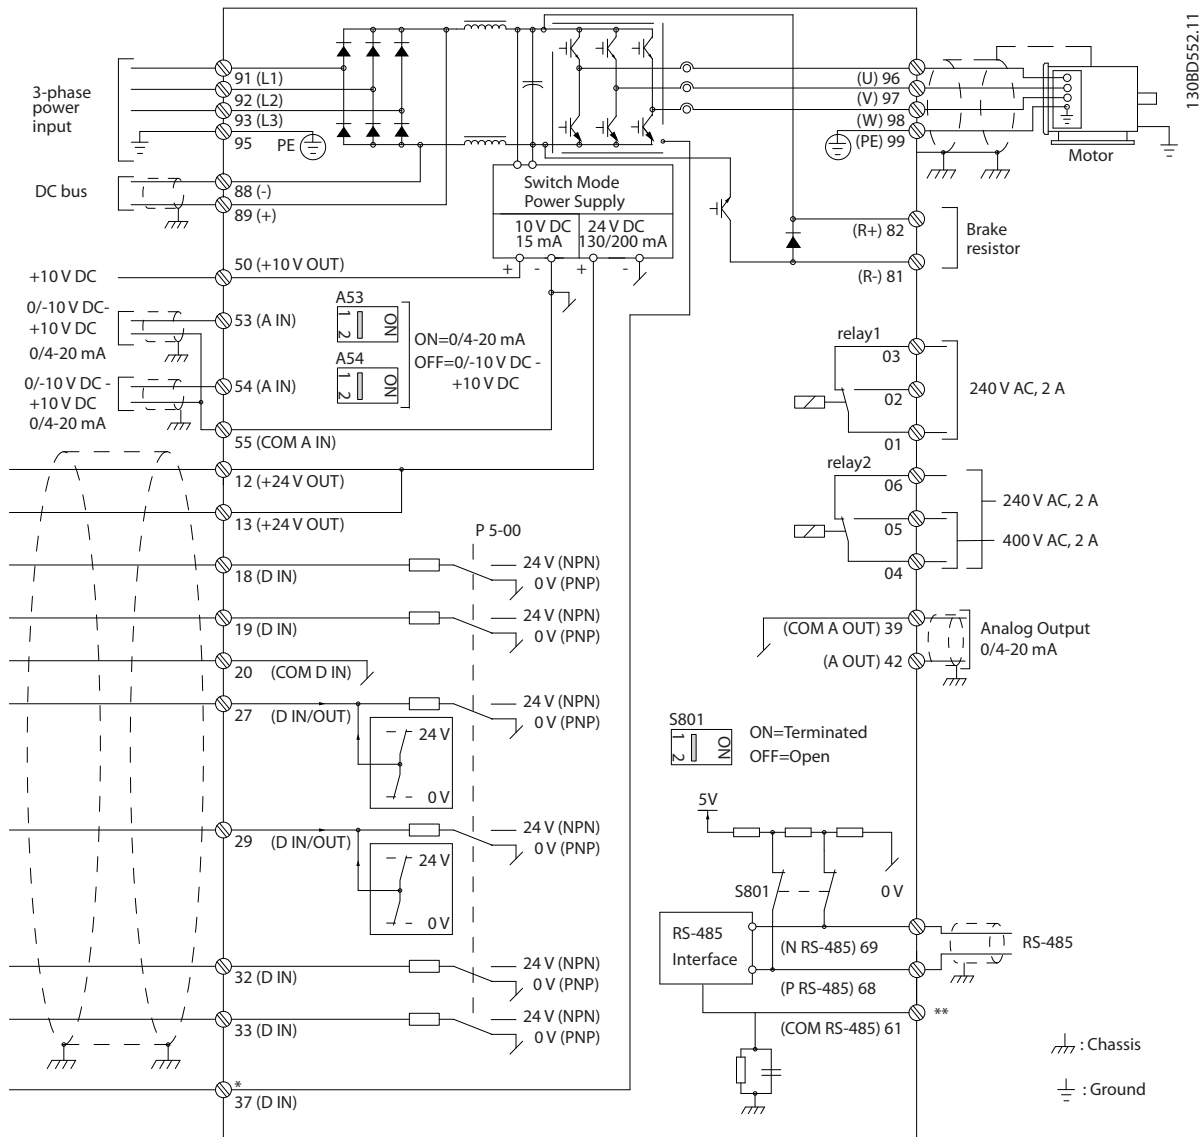 130BD552.11
3-phase
power
input
91 (L1)
92 (L2)
93 (L3)
95
PE
DC bus
88 (-)
89 (+)
+10 V DC
50 (+10 V OUT)
0/-10 V DC-
+10 V DC
0/4-20 mA
53 (A IN)
0/-10 V DC -
+10 V DC
0/4-20 mA
54 (A IN)
55 (COM A IN)
12 (+24 V OUT)
13 (+24 V OUT)
18 (D IN)
19 (D IN)
20 (COM D IN)
27 (D IN/OUT)
24 V
0 V
29 (D IN/OUT)
24 V
0 V
32 (D IN)
33 (D IN)
*
37 (D IN)
Switch Mode
Power Supply
10 V DC
15 mA
24 V DC
130/200 mA
+ - + -
A53
1 2
ON
A54
1 2
ON
ON=0/4-20 mA
OFF=0/-10 V DC -
+10 V DC
P 5-00
24 V (NPN)
0 V (PNP)
24 V (NPN)
0 V (PNP)
24 V (NPN)
0 V (PNP)
24 V (NPN)
0 V (PNP)
24 V (NPN)
0 V (PNP)
24 V (NPN)
0 V (PNP)
(U) 96
(V) 97
(W) 98
(PE) 99
Motor
(R+) 82
(R-) 81
Brake
resistor
relay1
03
02
01
240 V AC, 2 A
relay2
06
05
04
240 V AC, 2 A
400 V AC, 2 A
(COM A OUT) 39
(A OUT) 42
Analog Output
0/4-20 mA
S801
1 2
ON
ON=Terminated
OFF=Open
5V
S801
0 V
RS-485
Interface
(N RS-485) 69
(P RS-485) 68
(COM RS-485) 61
RS-485
**
: Chassis
: Ground